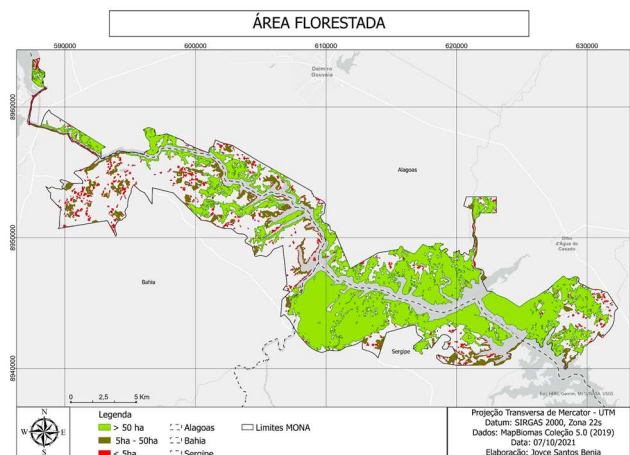 ÁREA FLORESTADA
590000 600000 610000 620000 630000
8960000
8950000
8940000
Delmiro
Gouveia
Alagoas
Olho
d'Água do
Casado
Bahia
Sergipe
0 2,5 5 Km
N
W E
S
Legenda
> 50 ha
5ha - 50ha
< 5ha
Alagoas
Bahia
Sergipe
Limites MONA
Projeção Transversa de Mercator - UTM
Datum: SIRGAS 2000, Zona 22s
Dados: MapBiomas Coleção 5.0 (2019)
Data: 07/10/2021
Elaboração: Joyce Santos Benja